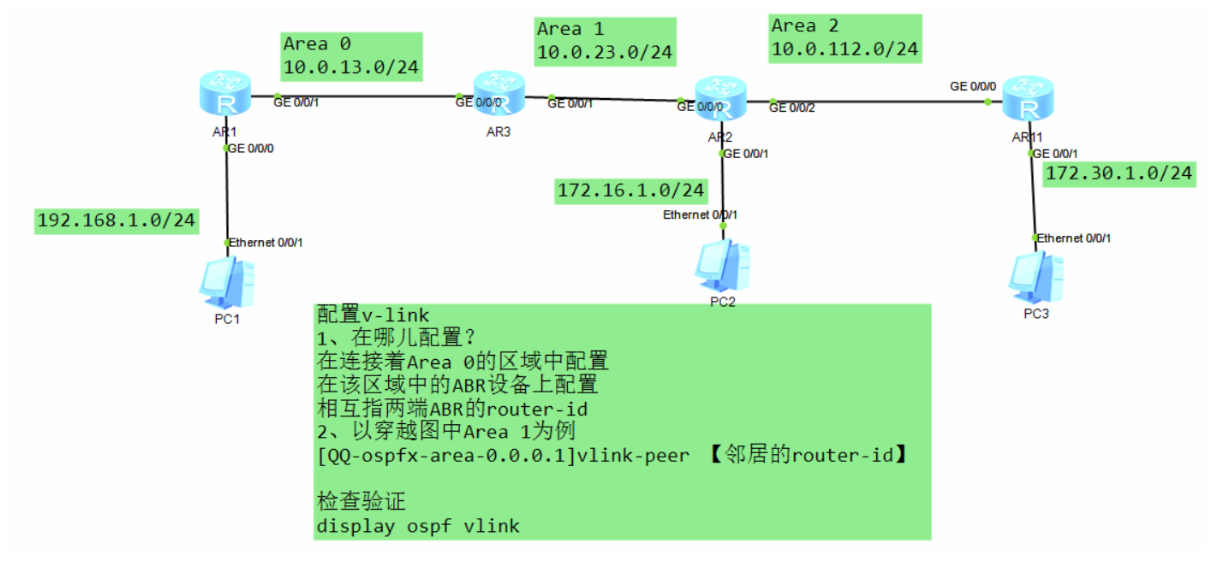 Area 0
10.0.13.0/24
Area 1
10.0.23.0/24
Area 2
10.0.112.0/24
GE 0/0/1
GE 0/0/0
GE 0/0/1
GE 0/0/0
GE 0/0/2
GE 0/0/0
R
R
R
R
AR1
AR3
AR2
AR11
GE 0/0/0
GE 0/0/1
GE 0/0/1
172.30.1.0/24
172.16.1.0/24
192.168.1.0/24
Ethernet 0/0/1
Ethernet 0/0/1
Ethernet 0/0/1
PC1
PC2
PC3
配置v-link
1、在哪儿配置?
在连接着Area 0的区域中配置
在该区域中的ABR设备上配置
相互指两端ABR的router-id
2、以穿越图中Area 1为例
[QQ-ospfx-area-0.0.0.1]vlink-peer 【邻居的router-id】
检查验证
display ospf vlink